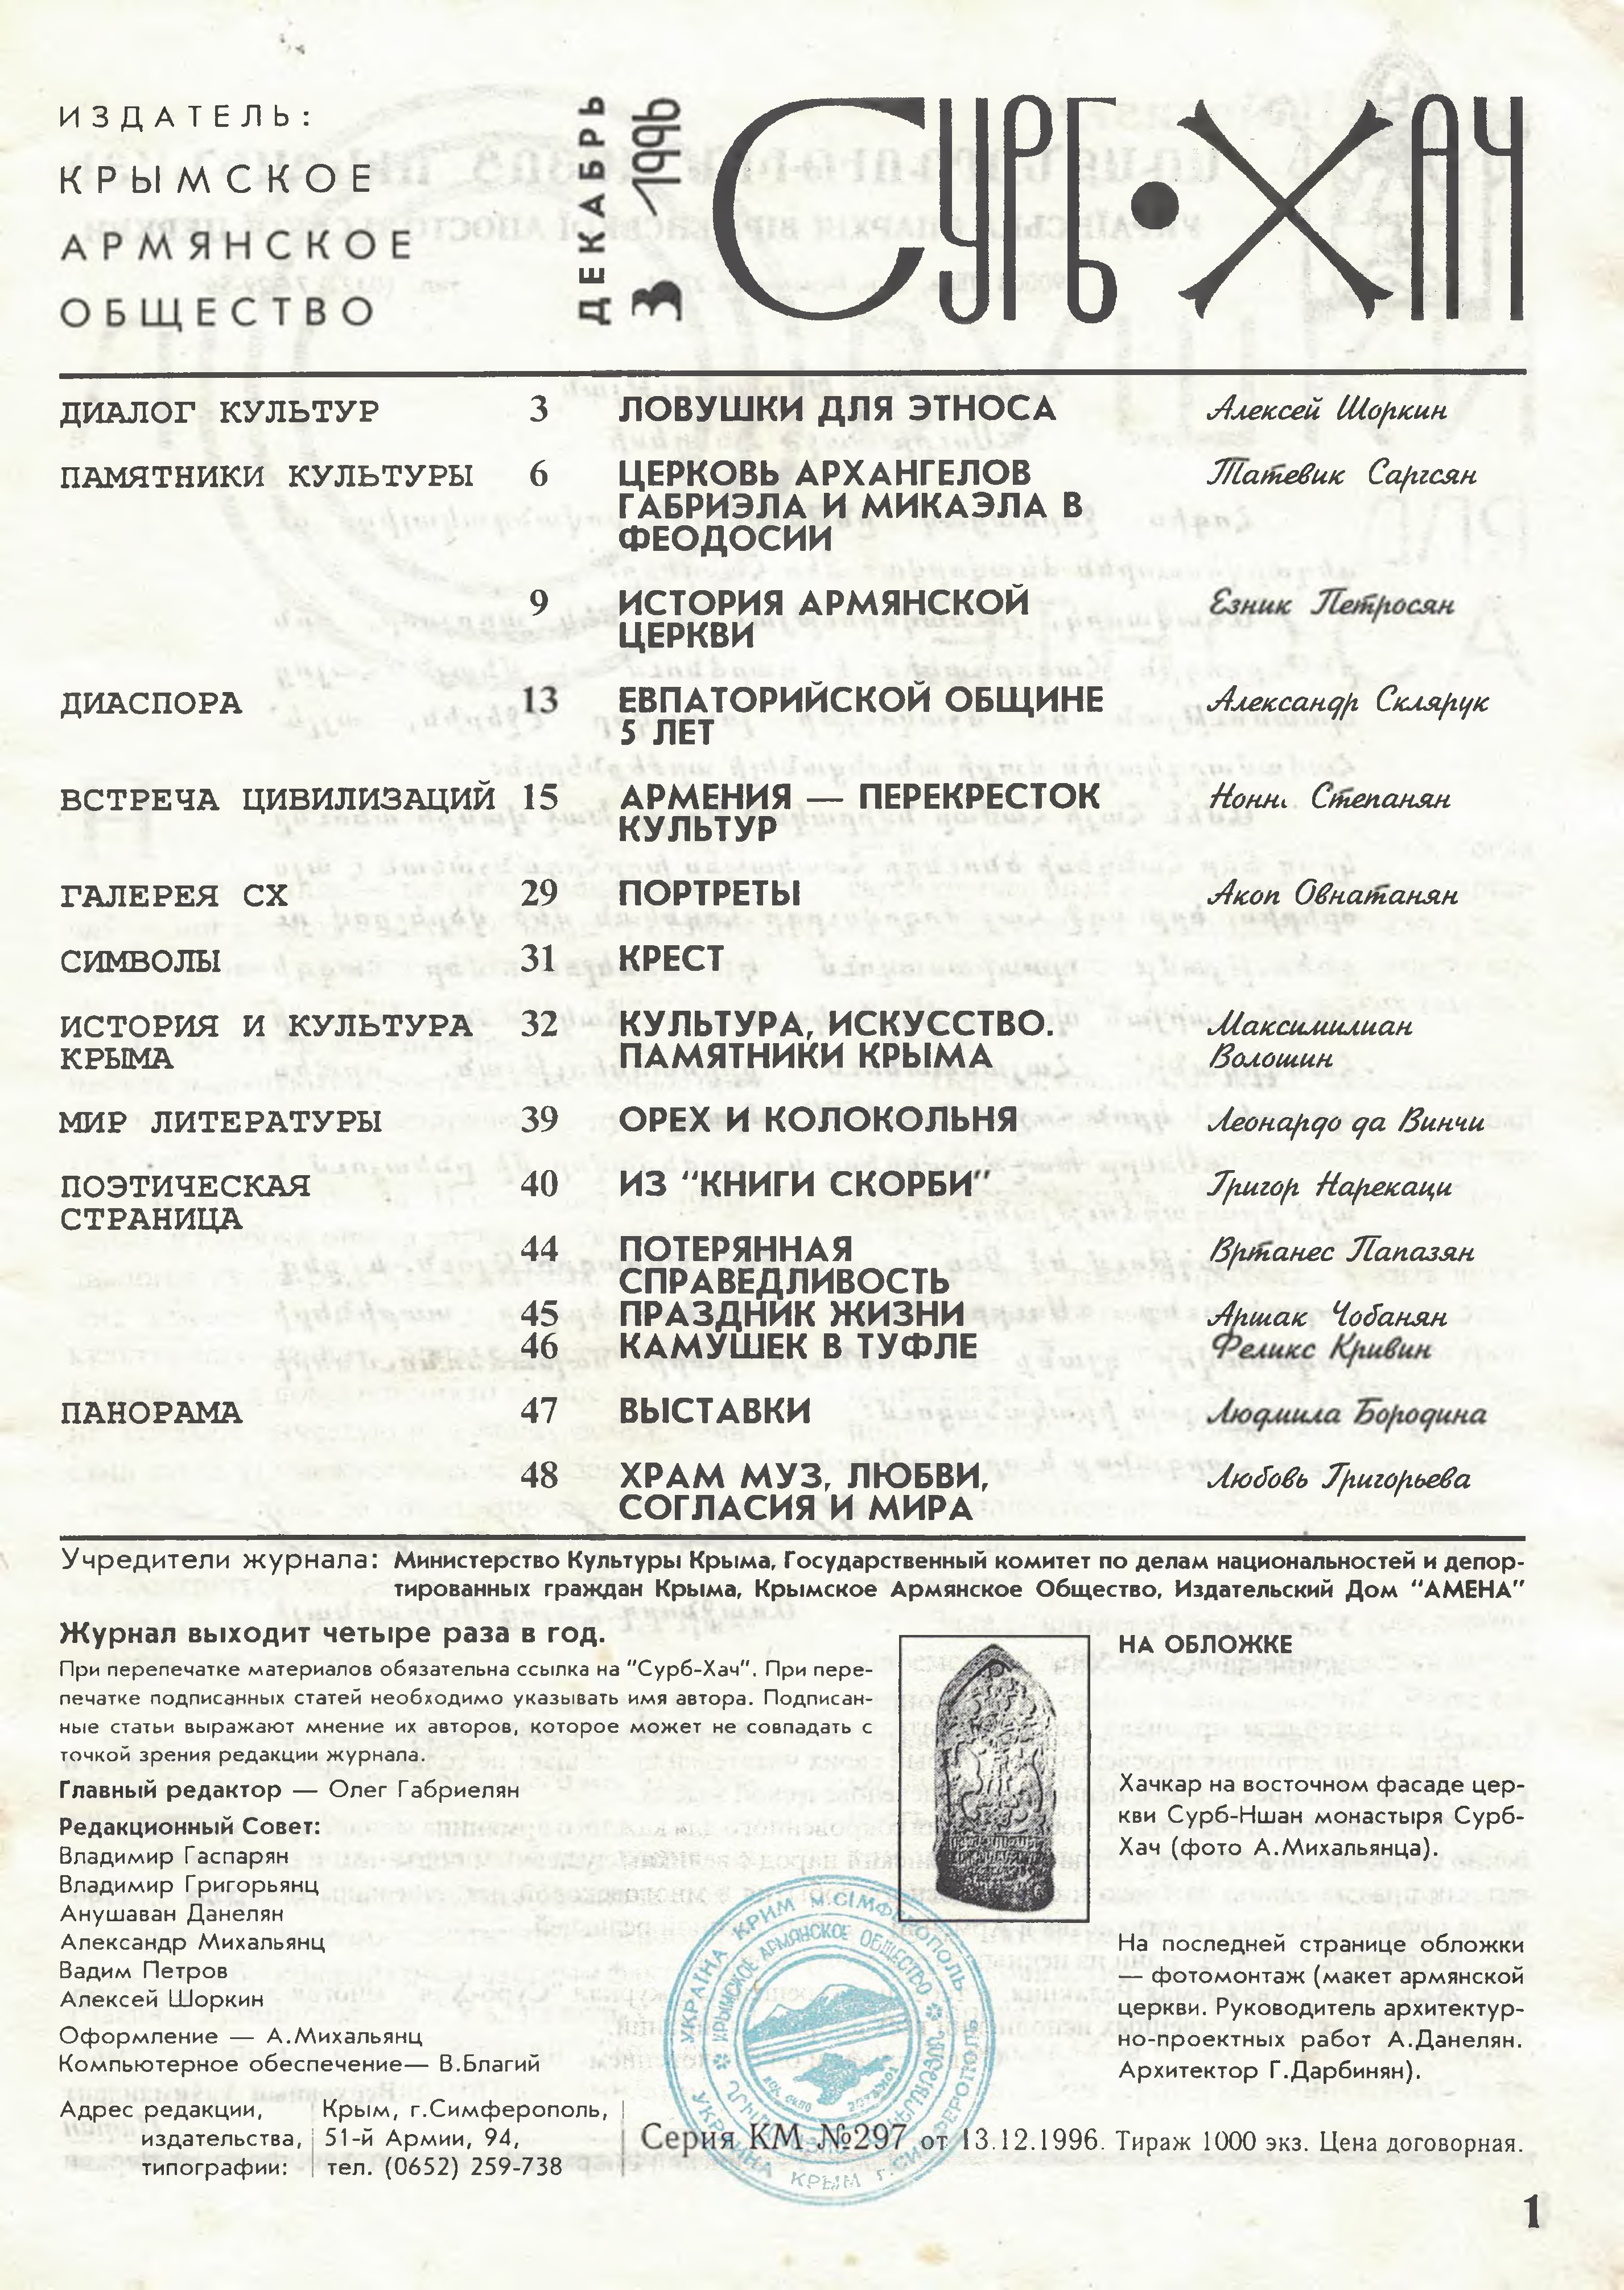 ИЗДАТЕЛЬ:
КРЫМСКОЕ
АРМЯНСКОЕ
ОБЩЕСТВО
ДЕКАБРЬ
3 1996
СУРБ·ХАЧ
ДИАЛОГ КУЛЬТУР 3 ЛОВУШКИ ДЛЯ ЭТНОСА Алексей Шоркин
ПАМЯТНИКИ КУЛЬТУРЫ 6 ЦЕРКОВЬ АРХАНГЕЛОВ Татевик Саргсян
ГАБРИЭЛА И МИКАЭЛА В
ФЕОДОСИИ
9 ИСТОРИЯ АРМЯНСКОЙ Езник Петросян
ЦЕРКВИ
ДИАСПОРА 13 ЕВПАТОРИЙСКОЙ ОБЩИНЕ Александр Склярук
5 ЛЕТ
ВСТРЕЧА ЦИВИЛИЗАЦИЙ 15 АРМЕНИЯ — ПЕРЕКРЕСТОК Степанян
КУЛЬТУР
ГАЛЕРЕЯ СХ 29 ПОРТРЕТЫ Акоп Овнатанян
СИМВОЛЫ 31 КРЕСТ
ИСТОРИЯ И КУЛЬТУРА 32 КУЛЬТУРА, ИСКУССТВО. Максимилиан
КРЫМА ПАМЯТНИКИ КРЫМА Волошин
МИР ЛИТЕРАТУРЫ 39 ОРЕХ И КОЛОКОЛЬНЯ Леонардо да Винчи
ПОЭТИЧЕСКАЯ 40 ИЗ "КНИГИ СКОРБИ" Григор Нарекаци
СТРАНИЦА
44 ПОТЕРЯННАЯ Вртанес Папазян
СПРАВЕДЛИВОСТЬ
45 ПРАЗДНИК ЖИЗНИ Аршак Чобанян
46 КАМУШЕК В ТУФЛЕ Феликс Кривин
ПАНОРАМА 47 ВЫСТАВКИ Людмила Бородина
48 ХРАМ МУЗ, ЛЮБВИ, Любовь Григорьева
СОГЛАСИЯ И МИРА
Учредители журнала: Министерство Культуры Крыма, Государственный комитет по делам национальностей и депор-
тированных граждан Крыма, Крымское Армянское Общество, Издательский Дом "АМЕНА"
Журнал выходит четыре раза в год.
При перепечатке материалов обязательна ссылка на "Сурб-Хач". При пере-
печатке подписанных статей необходимо указывать имя автора. Подписан-
ные статьи выражают мнение их авторов, которое может не совпадать с
точкой зрения редакции журнала.
Главный редактор — Олег Габриелян
Редакционный Совет:
Владимир Гаспарян
Владимир Григорьянц
Анушаван Данелян
Александр Михальянц
Вадим Петров
Алексей Шоркин
Оформление — А.Михальянц
Компьютерное обеспечение— В.Благий
Адрес редакции, Крым, г.Симферополь,
издательства, 51-й Армии, 94,
типографии: тел. (0652) 259-738
НА ОБЛОЖКЕ
Хачкар на восточном фасаде цер-
кви Сурб-Ншан монастыря Сурб-
Хач (фото А.Михальянца).
На последней странице обложки
— фотомонтаж (макет армянской
церкви. Руководитель архитектур-
но-проектных работ А.Данелян.
Архитектор Г.Дарбинян).
УКРАЇНА КРИМ М.СІМФЕРОПОЛЬ
УКРАИНА КРЫМ Г.СИМФЕРОПОЛЬ
КРЫМСКОЕ АРМЯНСКОЕ ОБЩЕСТВО
Серия КМ №297 от 13.12.1996. Тираж 1000 экз. Цена договорная.
1